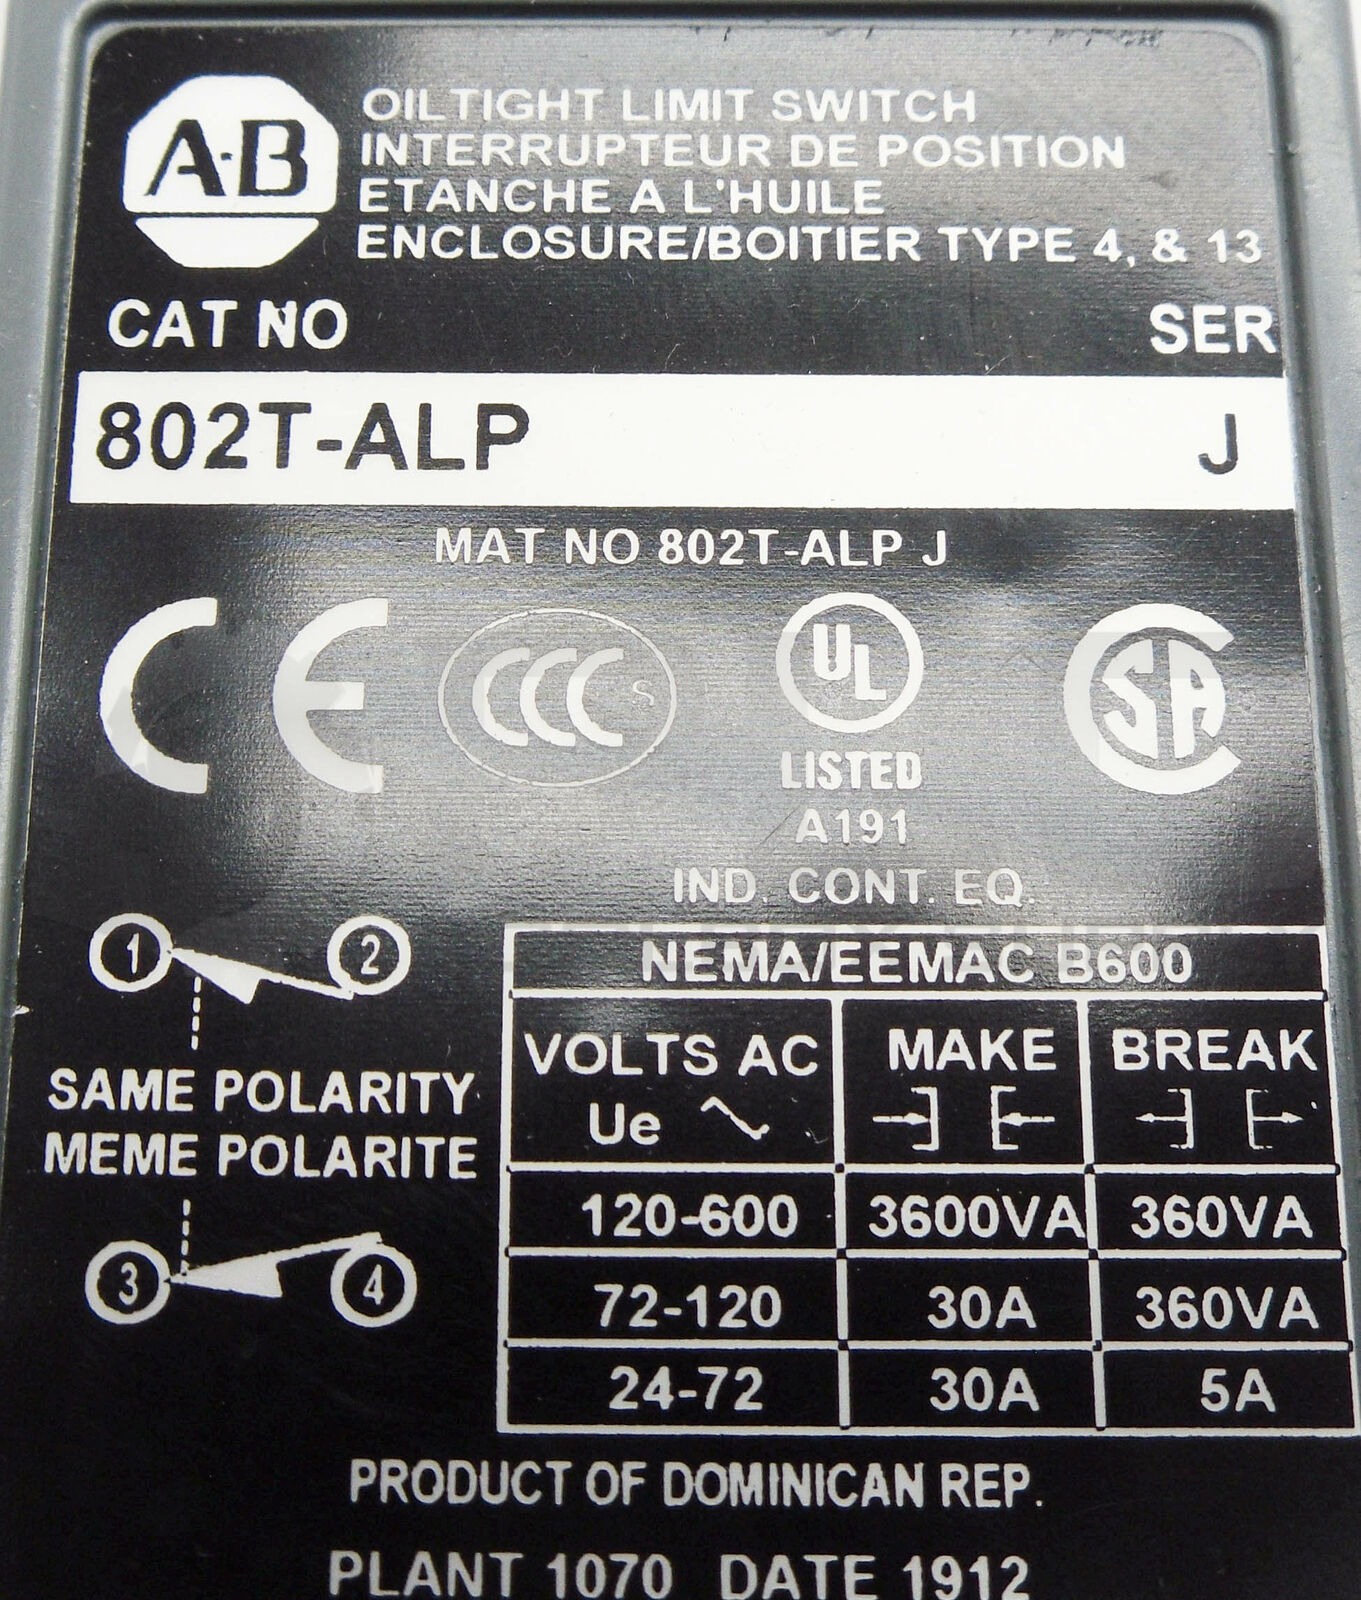 A-B
OILTIGHT LIMIT SWITCH
INTERRUPTEUR DE POSITION
ETANCHE A L'HUILE
ENCLOSURE/BOITIER TYPE 4, & 13
CAT NO SER
802T-ALP J
MAT NO 802T-ALP J
CE CCC S UL CSA
LISTED
A191
IND. CONT. EQ.
1 2
SAME POLARITY
MEME POLARITE
3 4
NEMA/EEMAC B600
VOLTS AC MAKE BREAK
Ue
120-600 3600VA 360VA
72-120 30A 360VA
24-72 30A 5A
PRODUCT OF DOMINICAN REP.
PLANT 1070 DATE 1912